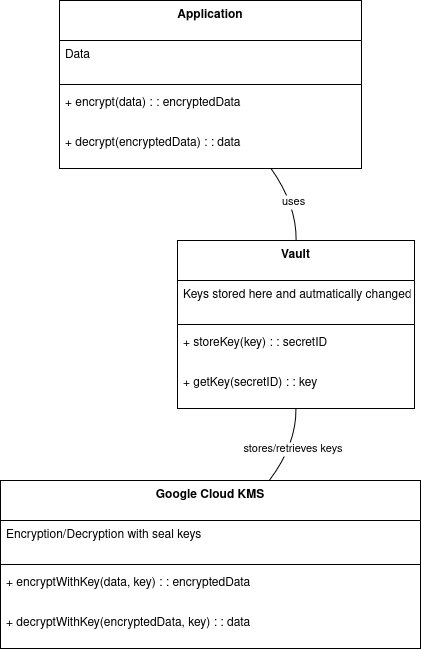 Application
Data
+ encrypt(data) : : encryptedData
+ decrypt(encryptedData) : : data
uses
Vault
Keys stored here and autmatically changed
+ storeKey(key) : : secretID
+ getKey(secretID) : : key
stores/retrieves keys
Google Cloud KMS
Encryption/Decryption with seal keys
+ encryptWithKey(data, key) : : encryptedData
+ decryptWithKey(encryptedData, key) : : data